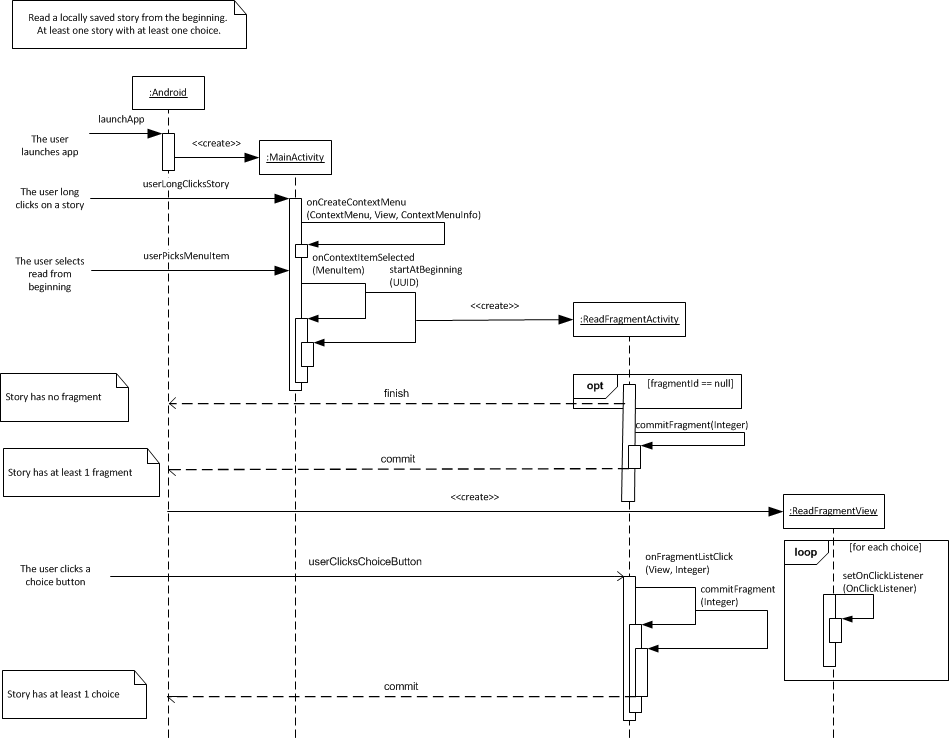 Read a locally saved story from the beginning.
At least one story with at least one choice.
:Android
launchApp
The user
launches app
<<create>>
:MainActivity
The user long
clicks on a story
userLongClicksStory
onCreateContextMenu
(ContextMenu, View, ContextMenuInfo)
The user selects
read from
beginning
userPicksMenuItem
onContextItemSelected
(MenuItem)
startAtBeginning
(UUID)
<<create>>
:ReadFragmentActivity
opt
[fragmentId == null]
Story has no fragment
finish
commitFragment(Integer)
Story has at least 1 fragment
commit
<<create>>
:ReadFragmentView
loop
[for each choice]
The user clicks a
choice button
userClicksChoiceButton
onFragmentListClick
(View, Integer)
setOnClickListener
(OnClickListener)
commitFragment
(Integer)
Story has at least 1 choice
commit